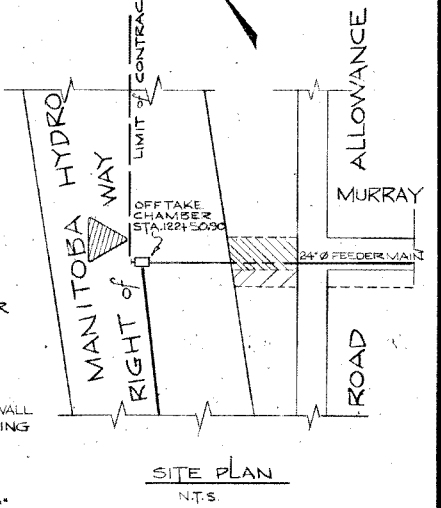 LIMIT of CONTRAC
ALLOWANCE
MANITOBA HYDRO
RIGHT of WAY
MURRAY
OFFTAKE
CHAMBER
STA.122+50.90
24"Ø FEEDER MAIN
ROAD
R
WALL
ING
SITE PLAN
N.T.S.